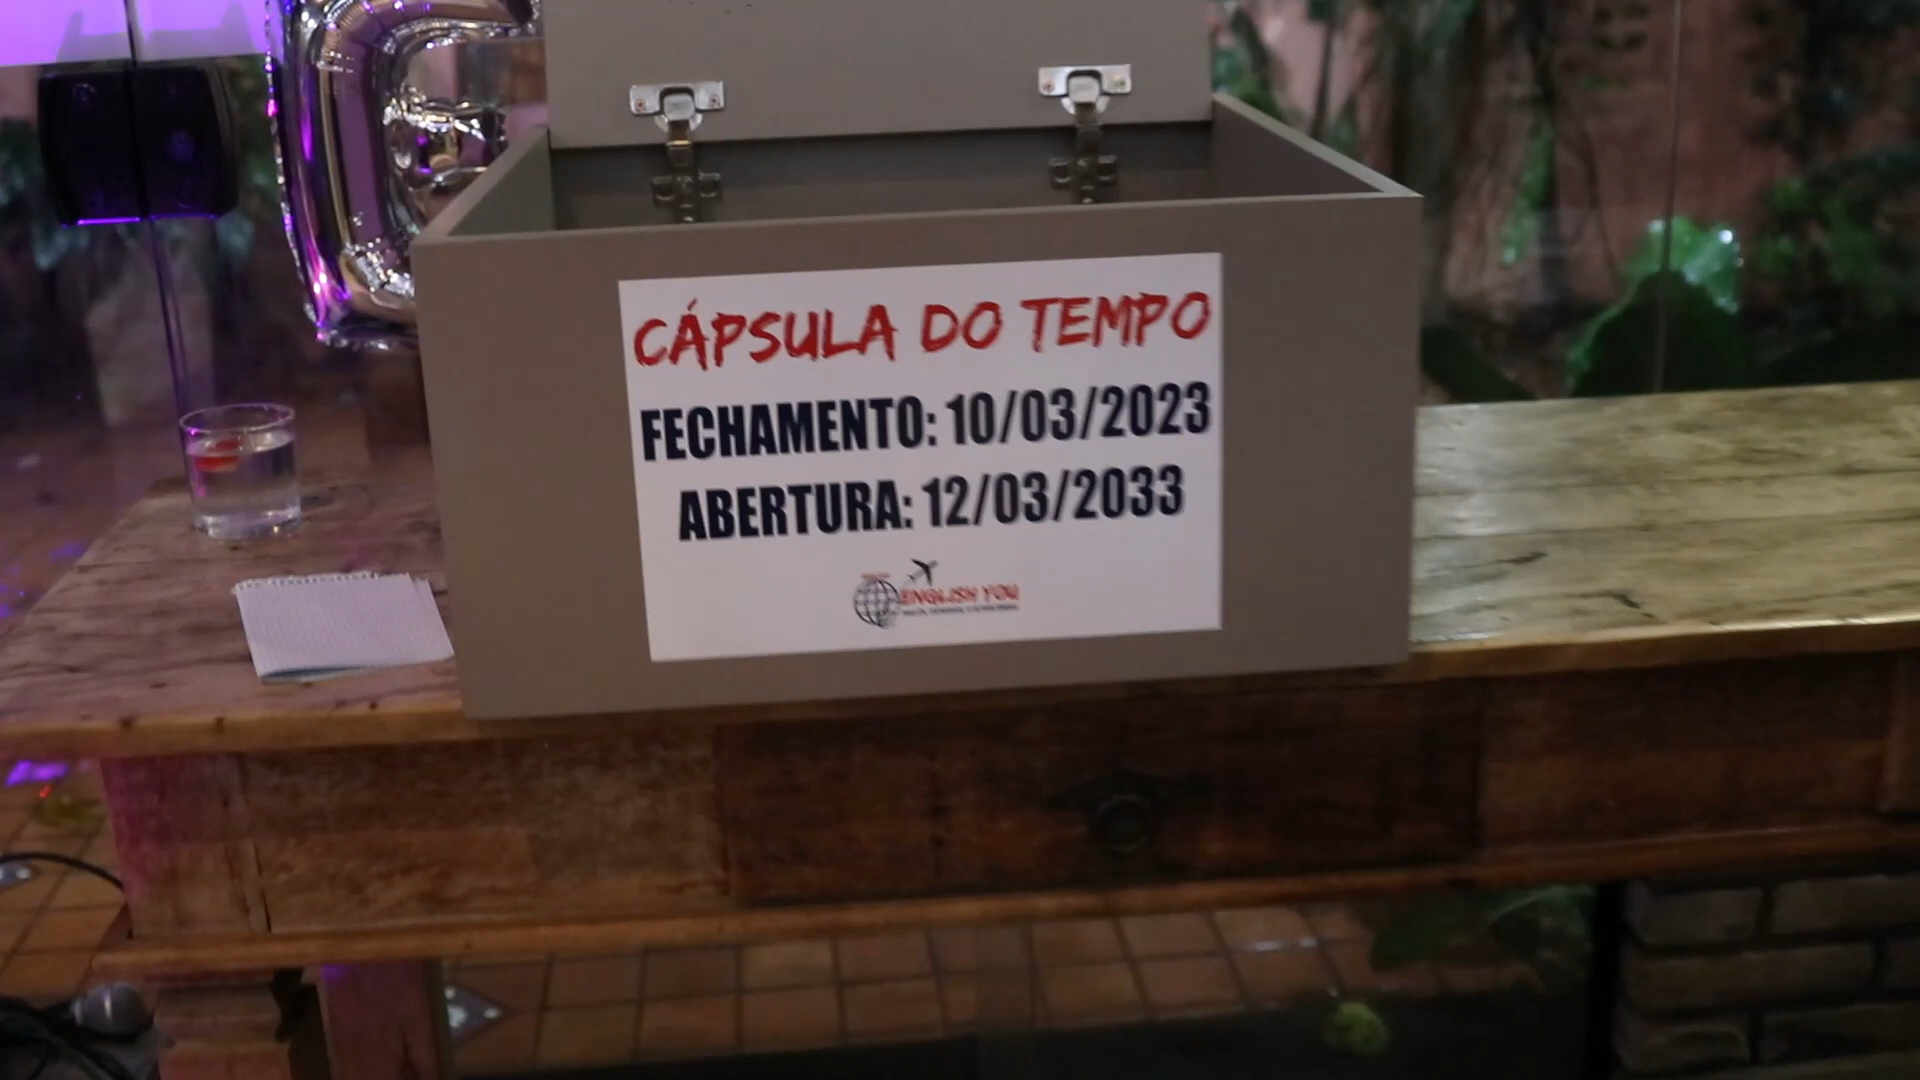 CÁPSULA DO TEMPO
FECHAMENTO: 10/03/2023
ABERTURA: 12/03/2033
ENGLISH YOU